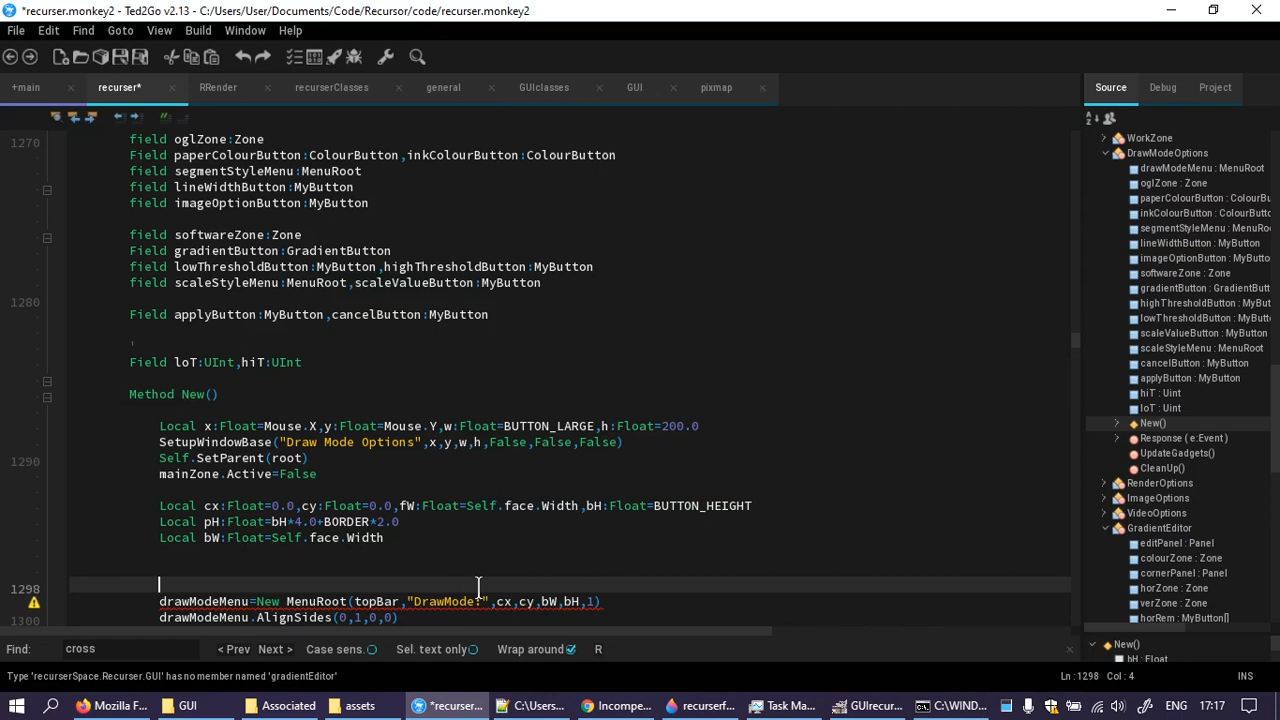 *recurser.monkey2 - Ted2Go v2.13 - C:/Users/User/Documents/Code/Recursor/code/recurser.monkey2
File Edit Find Goto View Build Window Help
+main recurser* RRender recurserClasses general GUIclasses GUI pixmap Source Debug Project
1270 field oglZone:Zone
Field paperColourButton:ColourButton,inkColourButton:ColourButton
field segmentStyleMenu:MenuRoot
field lineWidthButton:MyButton
field imageOptionButton:MyButton
field softwareZone:Zone
Field gradientButton:GradientButton
field lowThresholdButton:MyButton,highThresholdButton:MyButton
field scaleStyleMenu:MenuRoot,scaleValueButton:MyButton
1280
Field applyButton:MyButton,cancelButton:MyButton
'
Field loT:UInt,hiT:UInt
Method New()
Local x:Float=Mouse.X,y:Float=Mouse.Y,w:Float=BUTTON_LARGE,h:Float=200.0
SetupWindowBase("Draw Mode Options",x,y,w,h,False,False,False)
Self.SetParent(root)
1290 mainZone.Active=False
Local cx:Float=0.0,cy:Float=0.0,fW:Float=Self.face.Width,bH:Float=BUTTON_HEIGHT
Local pH:Float=bH*4.0+BORDER*2.0
Local bW:Float=Self.face.Width
1298
drawModeMenu=New MenuRoot(topBar,"DrawMode:",cx,cy,bW,bH,1)
1300 drawModeMenu.AlignSides(0,1,0,0)
WorkZone
DrawModeOptions
drawModeMenu : MenuRoot
oglZone : Zone
paperColourButton : ColourBu
inkColourButton : ColourButto
segmentStyleMenu : MenuRo
lineWidthButton : MyButton
imageOptionButton : MyButto
softwareZone : Zone
gradientButton : GradientButt
highThresholdButton : MyBut
lowThresholdButton : MyButt
scaleValueButton : MyButton
scaleStyleMenu : MenuRoot
cancelButton : MyButton
applyButton : MyButton
hiT : Uint
loT : Uint
New()
Response ( e:Event )
UpdateGadgets()
CleanUp()
RenderOptions
ImageOptions
VideoOptions
GradientEditor
editPanel : Panel
colourZone : Zone
cornerPanel : Panel
horZone : Zone
verZone : Zone
horRem : MyButton[]
New()
bH : Float
Find: cross < Prev Next > Case sens. Sel. text only Wrap around R
Type 'recurserSpace.Recurser.GUI' has no member named 'gradientEditor' Ln : 1298 Col : 4 INS
Mozilla F... GUI Associated assets *recurser... C:\Users:... Incompe... recurserf... Task Ma... GUIrecur... C:\WIND... 17:17